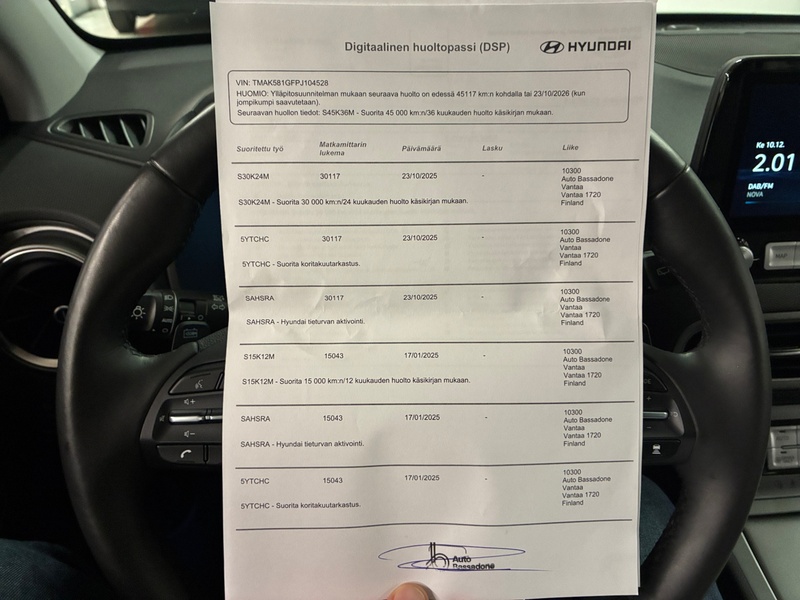 Digitaalinen huoltopassi (DSP)
HYUNDAI
VIN: TMAK581GFPJ104528
HUOMIO: Ylläpitosuunnitelman mukaan seuraava huolto on edessä 45117 km:n kohdalla tai 23/10/2026 (kun
jompikumpi saavutetaan).
Seuraavan huollon tiedot: S45K36M - Suorita 45 000 km:n/36 kuukauden huolto käsikirjan mukaan.
Suoritettu työ Matkamittarin lukema Päivämäärä Lasku Liike
S30K24M 30117 23/10/2025 - 10300
Auto Bassadone
Vantaa
Vantaa 1720
Finland
S30K24M - Suorita 30 000 km:n/24 kuukauden huolto käsikirjan mukaan.
5YTCHC 30117 23/10/2025 - 10300
Auto Bassadone
Vantaa
Vantaa 1720
Finland
5YTCHC - Suorita koritakuutarkastus.
SAHSRA 30117 23/10/2025 - 10300
Auto Bassadone
Vantaa
Vantaa 1720
Finland
SAHSRA - Hyundai tieturvan aktivointi.
S15K12M 15043 17/01/2025 - 10300
Auto Bassadone
Vantaa
Vantaa 1720
Finland
S15K12M - Suorita 15 000 km:n/12 kuukauden huolto käsikirjan mukaan.
SAHSRA 15043 17/01/2025 - 10300
Auto Bassadone
Vantaa
Vantaa 1720
Finland
SAHSRA - Hyundai tieturvan aktivointi.
5YTCHC 15043 17/01/2025 - 10300
Auto Bassadone
Vantaa
Vantaa 1720
Finland
5YTCHC - Suorita koritakuutarkastus.
Auto
Bassadone
Ke 10.12.
2.01
DAB/FM
NOVA
MAP